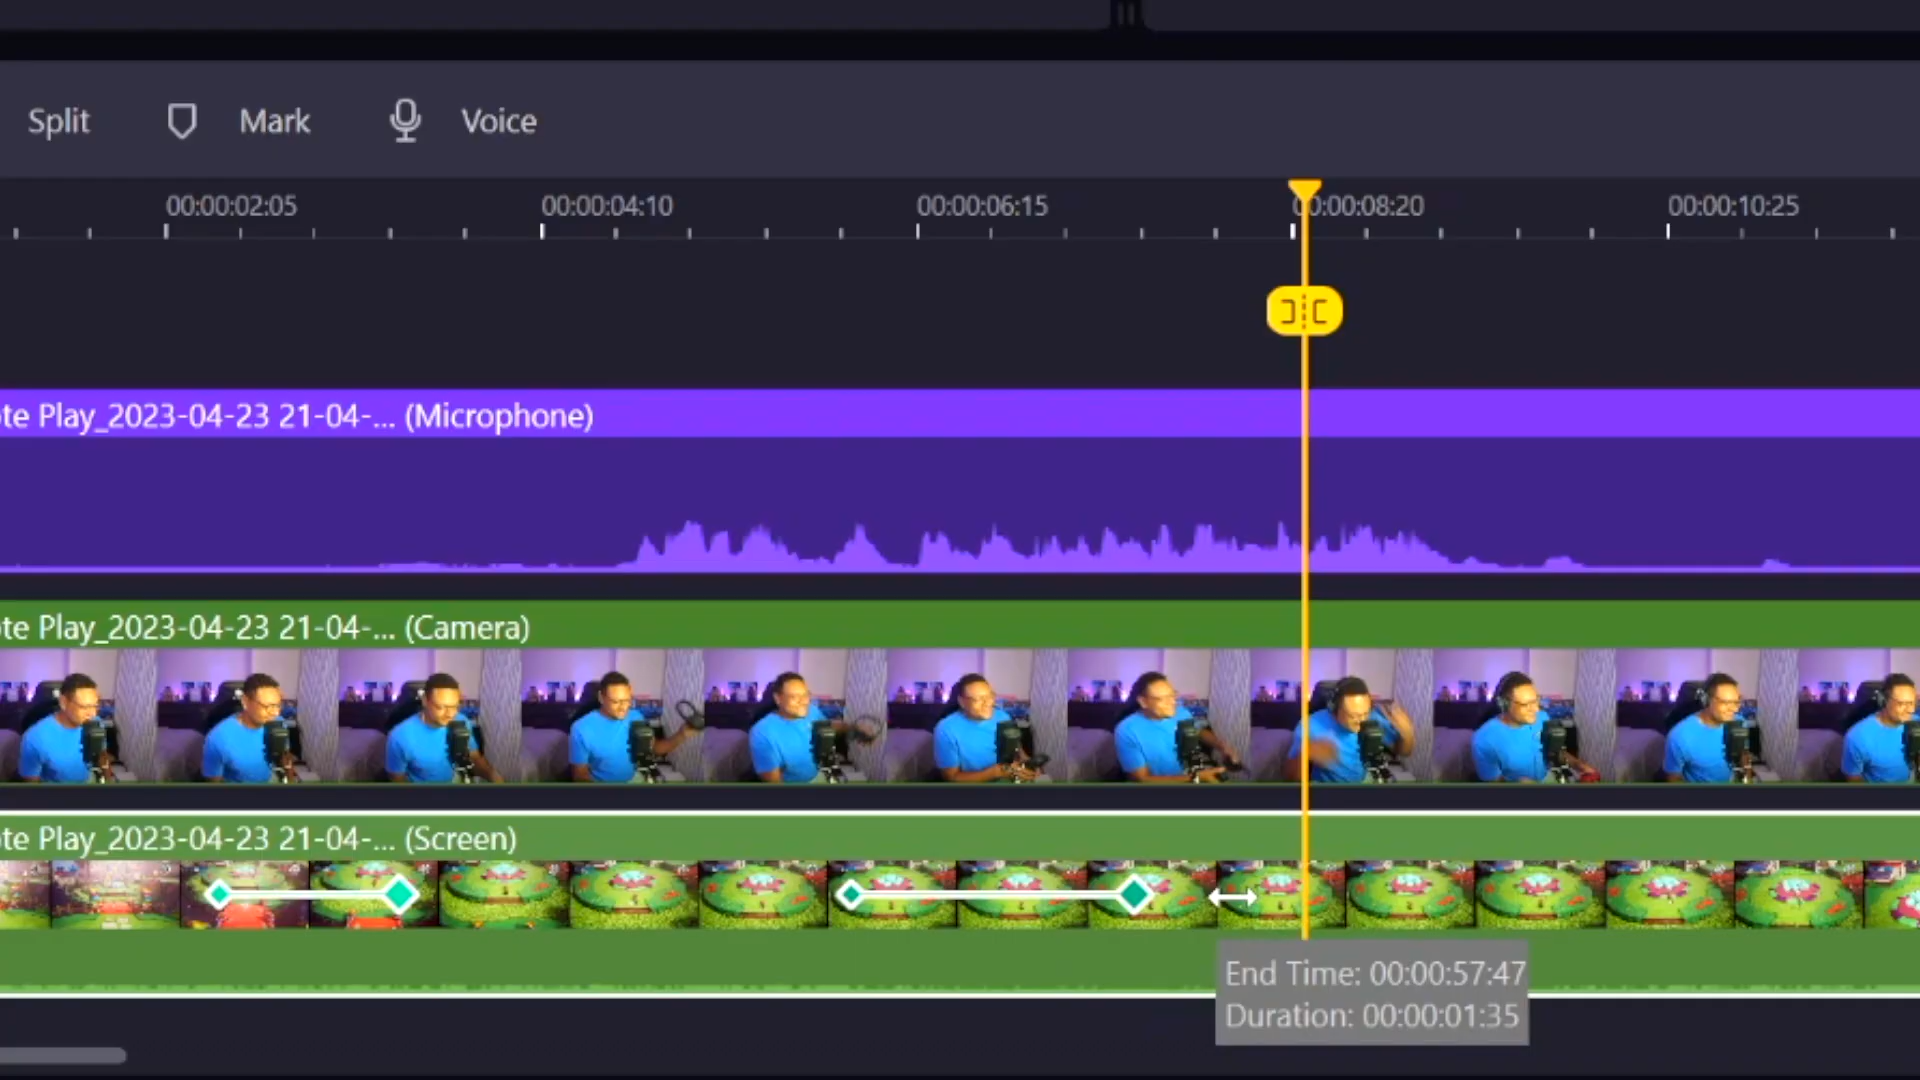 Split Mark Voice
00:00:02:05 00:00:04:10 00:00:06:15 00:00:08:20 00:00:10:25
te Play_2023-04-23 21-04-... (Microphone)
te Play_2023-04-23 21-04-... (Camera)
te Play_2023-04-23 21-04-... (Screen)
End Time: 00:00:57:47
Duration: 00:00:01:35